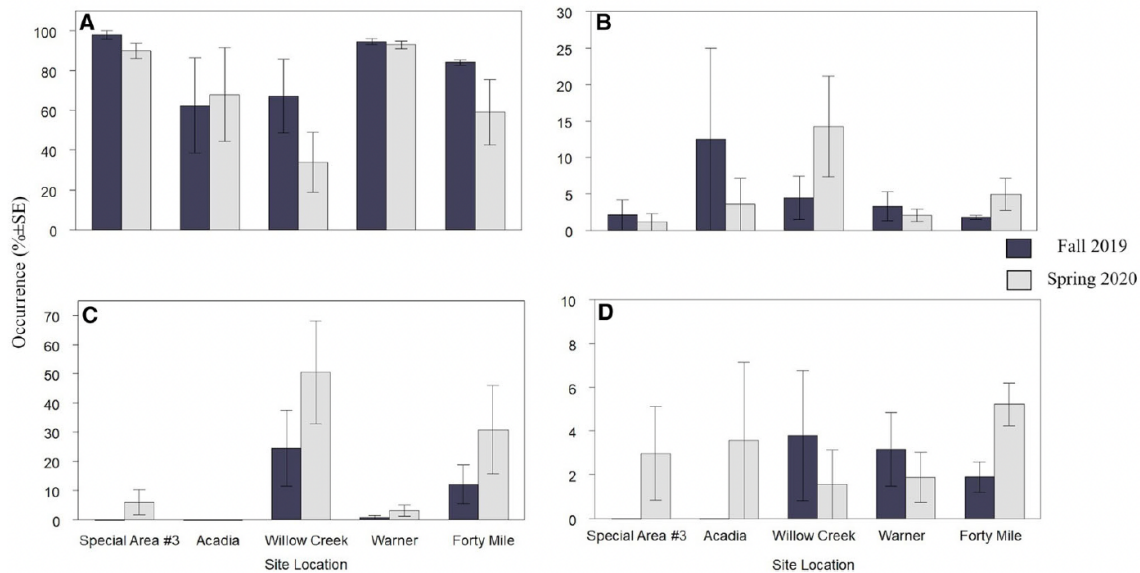 A
100
80
60
40
20
0
B
30
25
20
15
10
5
0
Occurrence (%±SE)
Fall 2019
Spring 2020
C
70
60
50
40
30
20
10
0
Special Area #3 Acadia Willow Creek Warner Forty Mile
Site Location
D
10
8
6
4
2
0
Special Area #3 Acadia Willow Creek Warner Forty Mile
Site Location